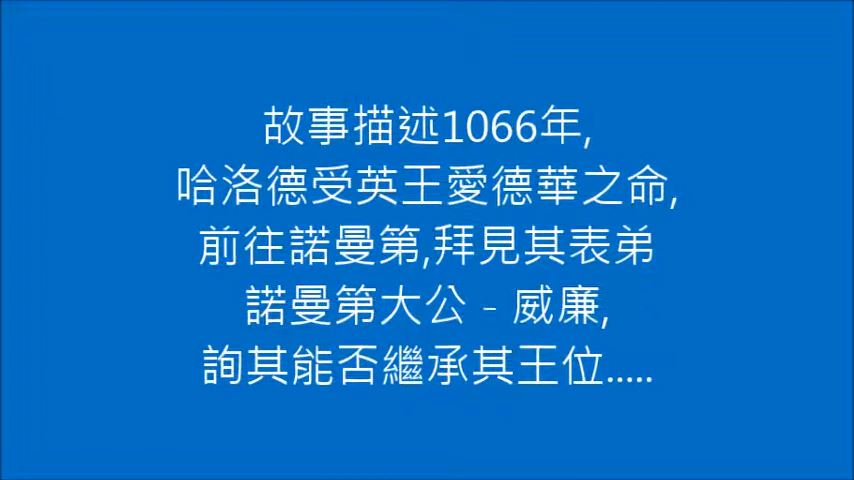 故事描述1066年,
哈洛德受英王愛德華之命,
前往諾曼第,拜見其表弟
諾曼第大公 - 威廉,
詢其能否繼承其王位.....